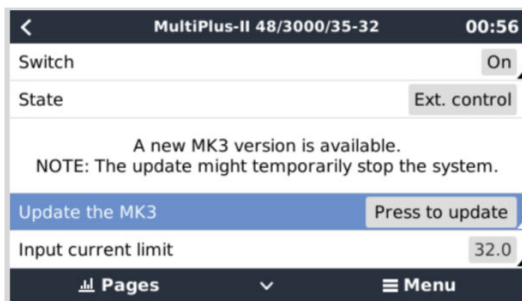 MultiPlus-II 48/3000/35-32 00:56
Switch On
State Ext. control
A new MK3 version is available.
NOTE: The update might temporarily stop the system.
Update the MK3 Press to update
Input current limit 32.0
Pages Menu